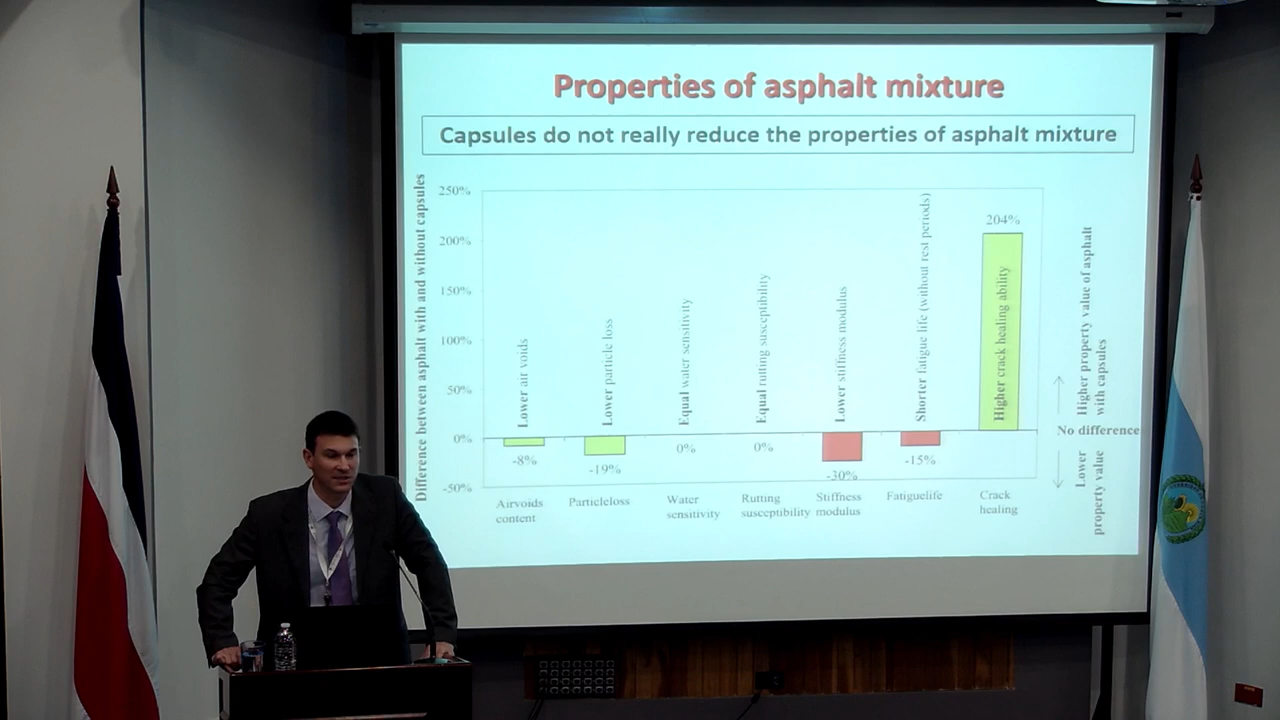 Properties of asphalt mixture
Capsules do not really reduce the properties of asphalt mixture
Difference between asphalt with and without capsules
250%
200%
150%
100%
50%
0%
-50%
Lower air voids
Lower particle loss
Equal water sensitivity
Equal rutting susceptibility
Lower stiffness modulus
Shorter fatigue life (without rest periods)
Higher crack healing ability
-8%
-19%
0%
0%
-30%
-15%
204%
Airvoids
content
Particleloss
Water
sensitivity
Rutting
susceptibility
Stiffness
modulus
Fatiguelife
Crack
healing
Higher property value of asphalt
with capsules
No difference
Lower
property value